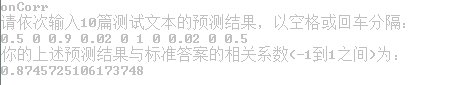 onCorr
请依次输入10篇测试文本的预测结果，以空格或回车分隔：
0.5 0 0.9 0.02 0 1 0 0.02 0 0.5
你的上述预测结果与标准答案的相关系数(-1到1之间)为：
0.8745725106173748